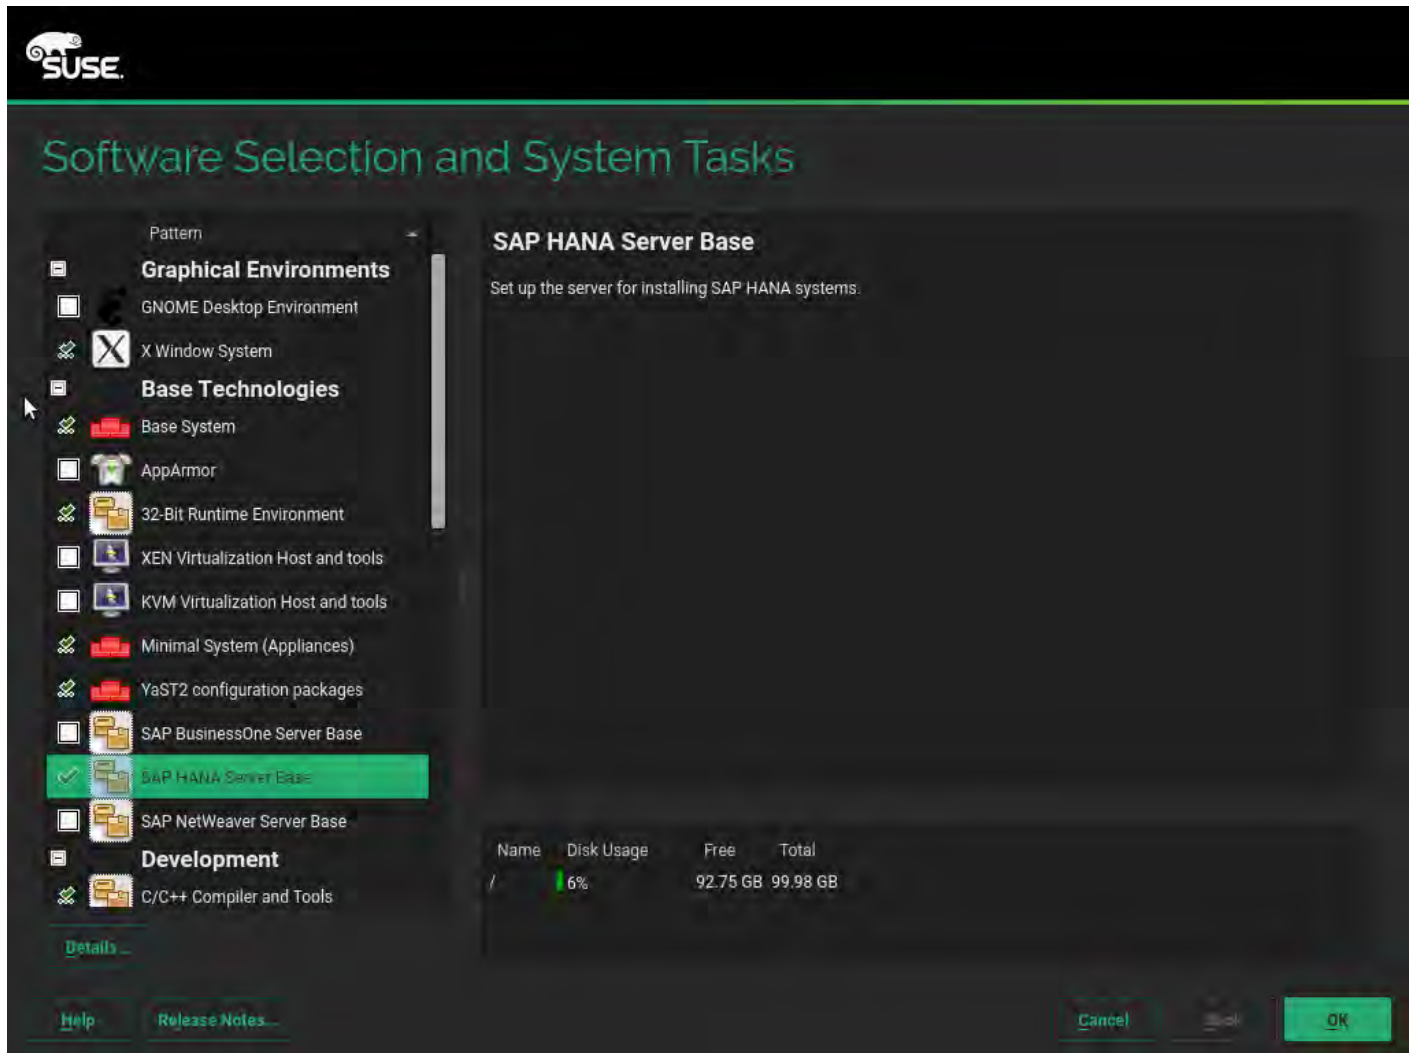 SUSE.
Software Selection and System Tasks
Pattern
Graphical Environments
GNOME Desktop Environment
X Window System
Base Technologies
Base System
AppArmor
32-Bit Runtime Environment
XEN Virtualization Host and tools
KVM Virtualization Host and tools
Minimal System (Appliances)
YaST2 configuration packages
SAP BusinessOne Server Base
SAP HANA Server Base
SAP NetWeaver Server Base
Development
C/C++ Compiler and Tools
Details...
SAP HANA Server Base
Set up the server for installing SAP HANA systems.
Name Disk Usage Free Total
/ 6% 92.75 GB 99.98 GB
Help Release Notes... Cancel OK